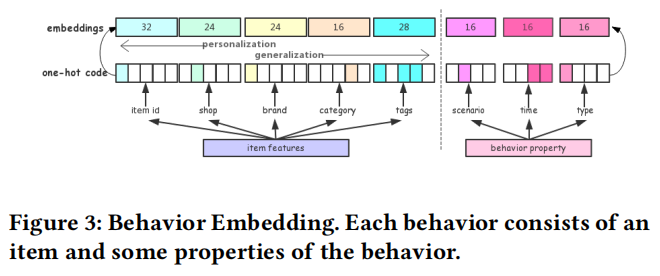 embeddings 32 24 24 16 28 16 16 16
personalization
generalization
one-hot code
item id shop brand category tags scenario time type
item features behavior property
Figure 3: Behavior Embedding. Each behavior consists of an
item and some properties of the behavior.